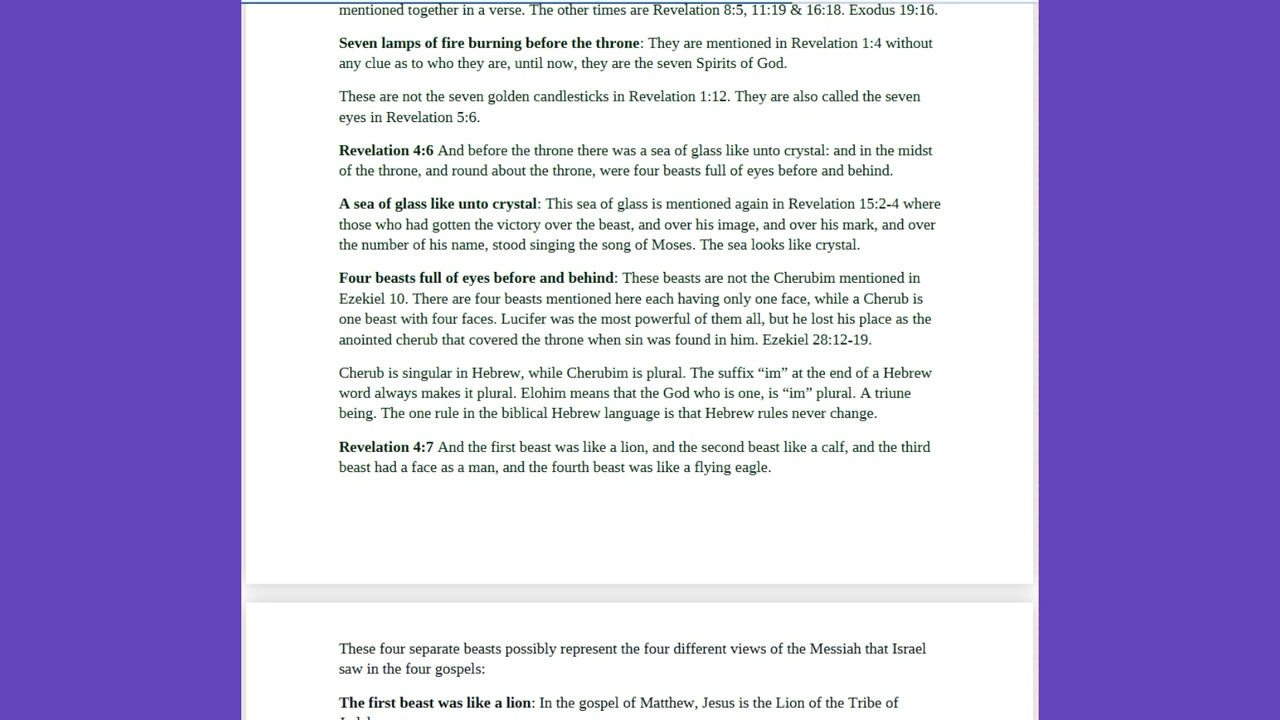 mentioned together in a verse. The other times are Revelation 8:5, 11:19 & 16:18. Exodus 19:16.
Seven lamps of fire burning before the throne: They are mentioned in Revelation 1:4 without
any clue as to who they are, until now, they are the seven Spirits of God.
These are not the seven golden candlesticks in Revelation 1:12. They are also called the seven
eyes in Revelation 5:6.
Revelation 4:6 And before the throne there was a sea of glass like unto crystal: and in the midst
of the throne, and round about the throne, were four beasts full of eyes before and behind.
A sea of glass like unto crystal: This sea of glass is mentioned again in Revelation 15:2-4 where
those who had gotten the victory over the beast, and over his image, and over his mark, and over
the number of his name, stood singing the song of Moses. The sea looks like crystal.
Four beasts full of eyes before and behind: These beasts are not the Cherubim mentioned in
Ezekiel 10. There are four beasts mentioned here each having only one face, while a Cherub is
one beast with four faces. Lucifer was the most powerful of them all, but he lost his place as the
anointed cherub that covered the throne when sin was found in him. Ezekiel 28:12-19.
Cherub is singular in Hebrew, while Cherubim is plural. The suffix “im” at the end of a Hebrew
word always makes it plural. Elohim means that the God who is one, is “im” plural. A triune
being. The one rule in the biblical Hebrew language is that Hebrew rules never change.
Revelation 4:7 And the first beast was like a lion, and the second beast like a calf, and the third
beast had a face as a man, and the fourth beast was like a flying eagle.
These four separate beasts possibly represent the four different views of the Messiah that Israel
saw in the four gospels:
The first beast was like a lion: In the gospel of Matthew, Jesus is the Lion of the Tribe of